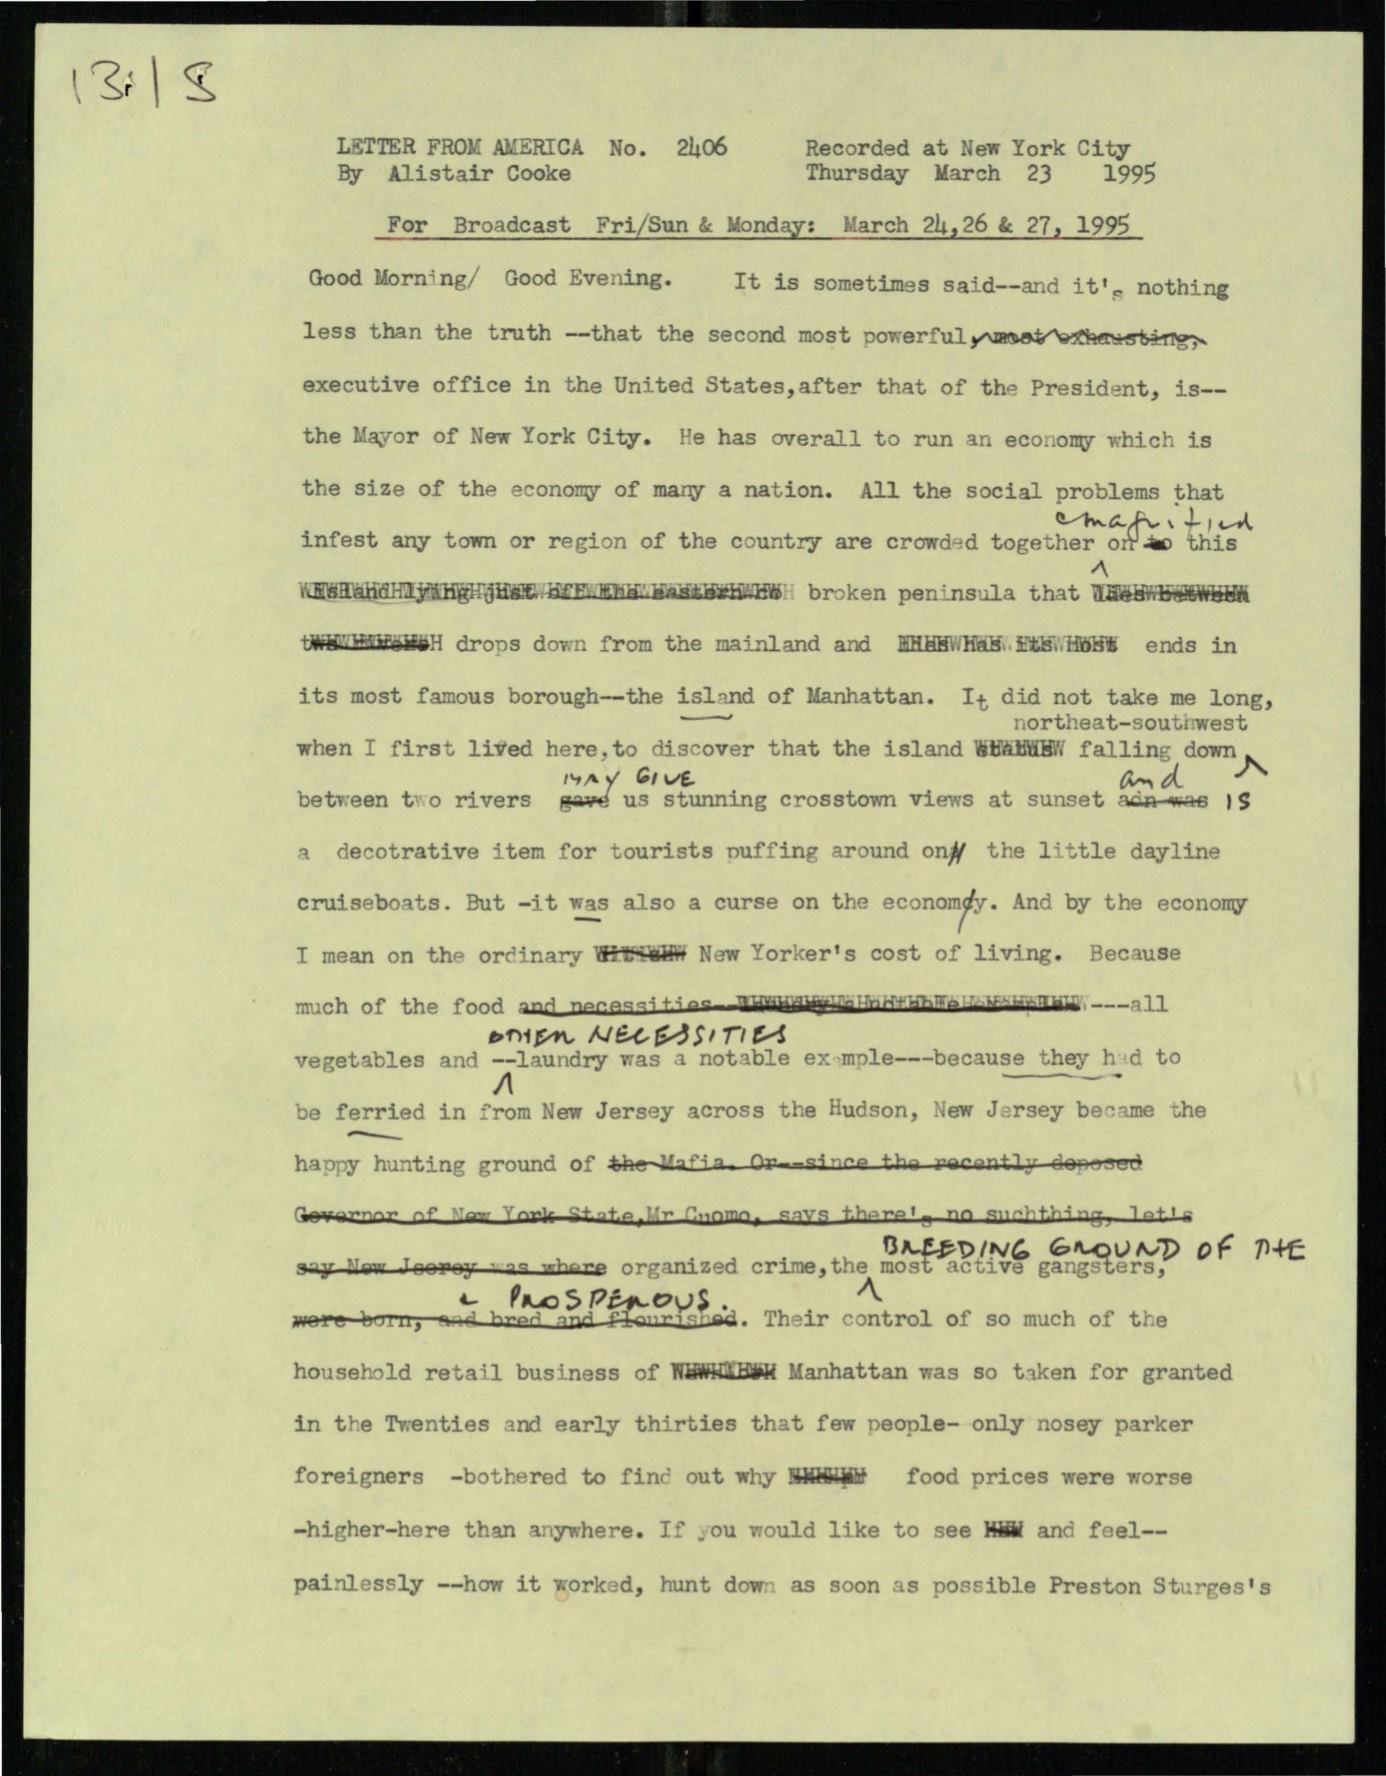 13:15
LETTER FROM AMERICA No. 2406 Recorded at New York City
By Alistair Cooke Thursday March 23 1995
For Broadcast Fri/Sun & Monday: March 24,26 & 27, 1995
Good Morning/ Good Evening. It is sometimes said--and it's nothing
less than the truth --that the second most powerful, most exhausting,
executive office in the United States,after that of the President, is--
the Mayor of New York City. He has overall to run an economy which is
the size of the economy of many a nation. All the social problems that
& magnified
infest any town or region of the country are crowded together on to this
island lying just off the eastern broken peninsula that lies between
drops down from the mainland and has its most ends in
its most famous borough--the island of Manhattan. It did not take me long,
northeat-southwest
when I first lived here,to discover that the island falling down
MAY GIVE and
between two rivers gave us stunning crosstown views at sunset adn was IS
a decotrative item for tourists puffing around on the little dayline
cruiseboats. But -it was also a curse on the economy. And by the economy
I mean on the ordinary New Yorker's cost of living. Because
much of the food and necessities ---all
OTHER NECESSITIES
vegetables and --laundry was a notable example---because they had to
be ferried in from New Jersey across the Hudson, New Jersey became the
happy hunting ground of the Mafia. Or--since the recently deposed
Governor of New York State,Mr Cuomo, says there's no suchthing, let's
BREEDING GROUND OF THE
say New Jserey was where organized crime,the most active gangsters,
& PROSPEROUS.
were born, and bred and flourished. Their control of so much of the
household retail business of Manhattan was so taken for granted
in the Twenties and early thirties that few people- only nosey parker
foreigners -bothered to find out why food prices were worse
-higher-here than anywhere. If you would like to see and feel--
painlessly --how it worked, hunt down as soon as possible Preston Sturges's